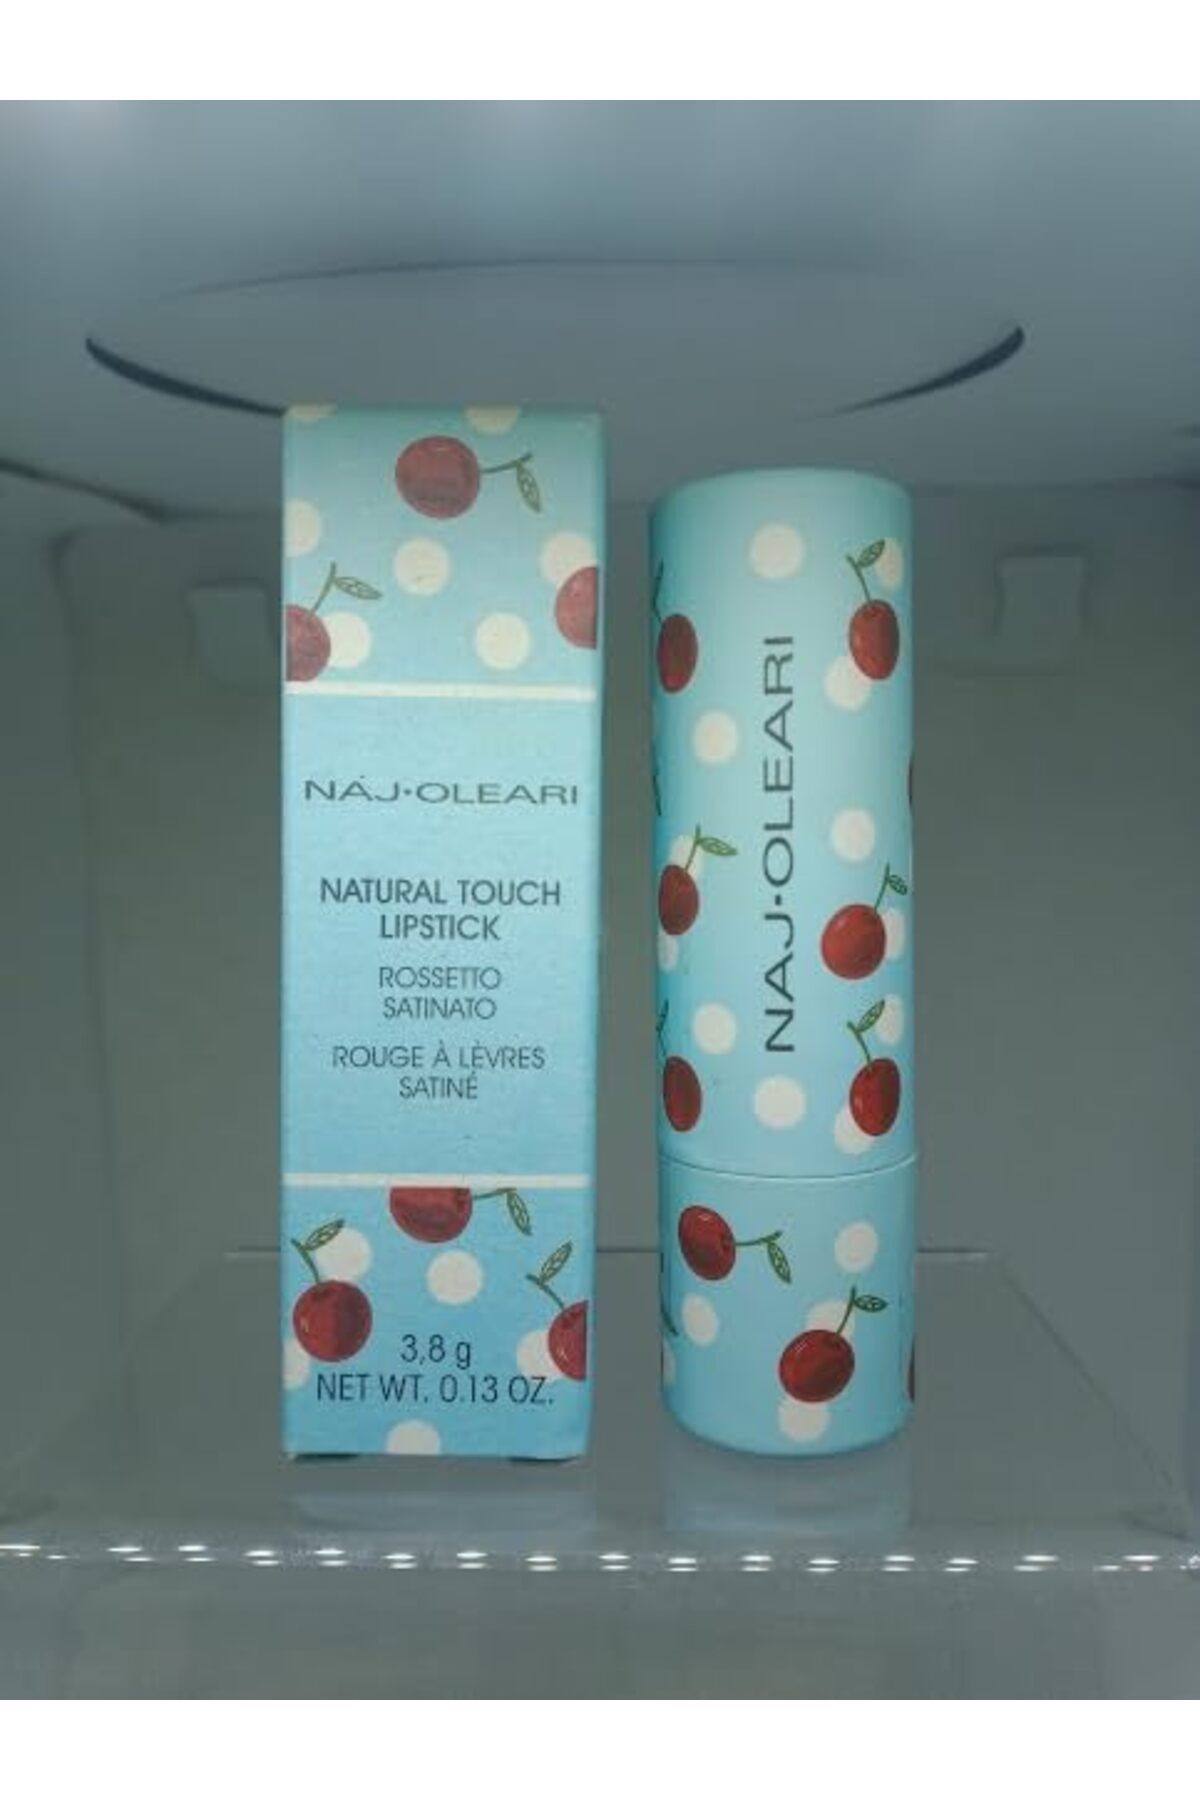 NAJ·OLEARI
NATURAL TOUCH
LIPSTICK
ROSSETTO
SATINATO
ROUGE À LÈVRES
SATINÉ
3,8 g
NET WT. 0.13 OZ.
NAJ·OLEARI